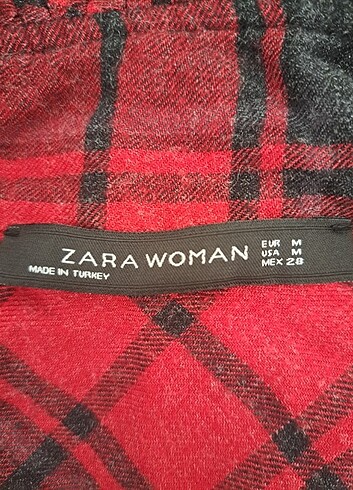 ZARA WOMAN
MADE IN TURKEY
EUR M
USA M
MEX 28